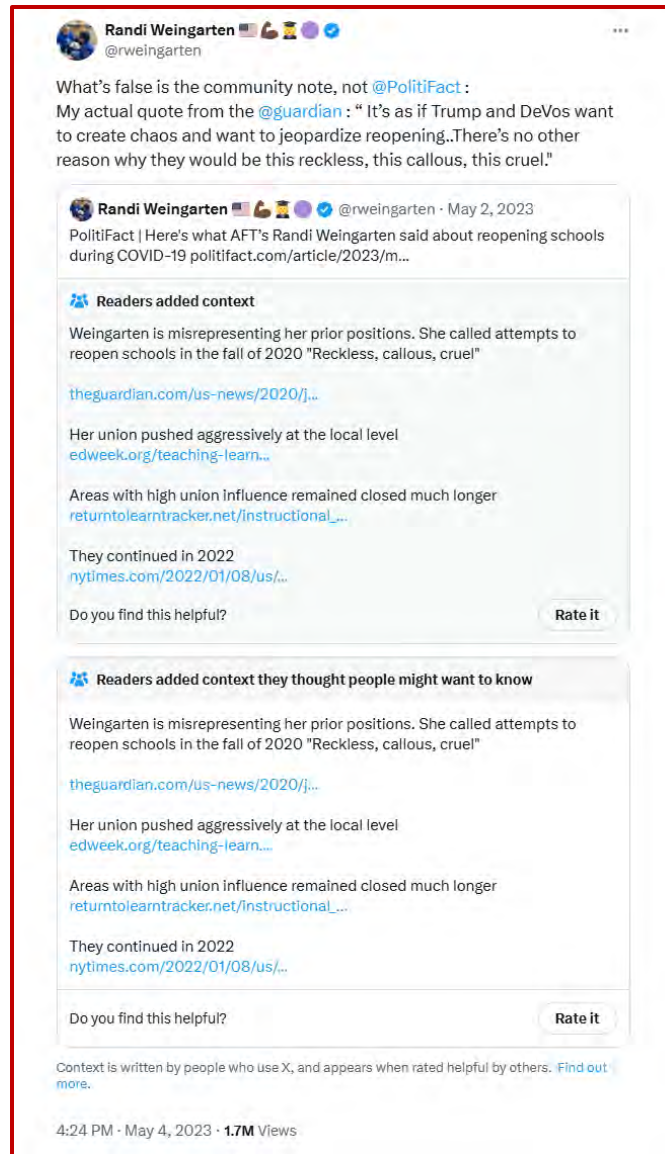 Randi Weingarten 🇺🇸💪🏿👩‍🎓🟣
@rweingarten
What's false is the community note, not @PolitiFact :
My actual quote from the @guardian : " It's as if Trump and DeVos want
to create chaos and want to jeopardize reopening..There's no other
reason why they would be this reckless, this callous, this cruel."
Randi Weingarten 🇺🇸💪🏿👩‍🎓🟣 @rweingarten · May 2, 2023
PolitiFact | Here's what AFT's Randi Weingarten said about reopening schools
during COVID-19 politifact.com/article/2023/m...
Readers added context
Weingarten is misrepresenting her prior positions. She called attempts to
reopen schools in the fall of 2020 "Reckless, callous, cruel"
theguardian.com/us-news/2020/j...
Her union pushed aggressively at the local level
edweek.org/teaching-learn...
Areas with high union influence remained closed much longer
returntolearntracker.net/instructional_...
They continued in 2022
nytimes.com/2022/01/08/us/...
Do you find this helpful?
Rate it
Readers added context they thought people might want to know
Weingarten is misrepresenting her prior positions. She called attempts to
reopen schools in the fall of 2020 "Reckless, callous, cruel"
theguardian.com/us-news/2020/j...
Her union pushed aggressively at the local level
edweek.org/teaching-learn....
Areas with high union influence remained closed much longer
returntolearntracker.net/instructional_...
They continued in 2022
nytimes.com/2022/01/08/us/...
Do you find this helpful?
Rate it
Context is written by people who use X, and appears when rated helpful by others. Find out
more.
4:24 PM · May 4, 2023 · 1.7M Views